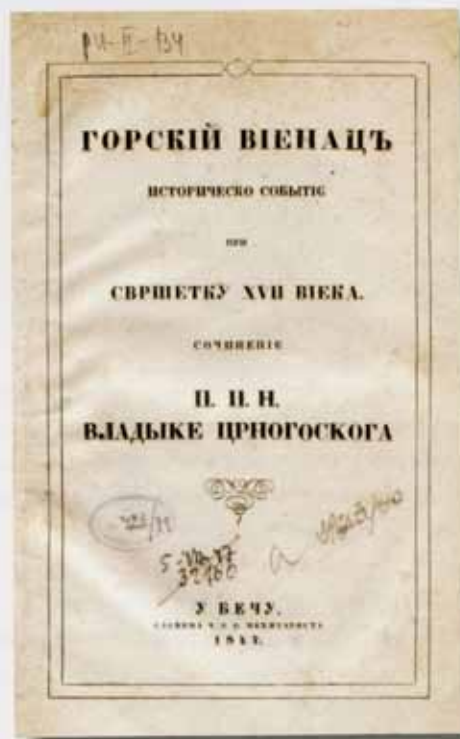 ГОРСКІЙ ВІЕНАЦЪ
ИСТОРИЧЕСКО СОБЫТІЕ
ПРИ
СВРШЕТКУ XVII ВІЕКА.
СОЧИНЕНІЕ
П. П. Н.
ВЛАДЫКЕ ЦРНОГОСКОГА
У БЕЧУ.
1847.